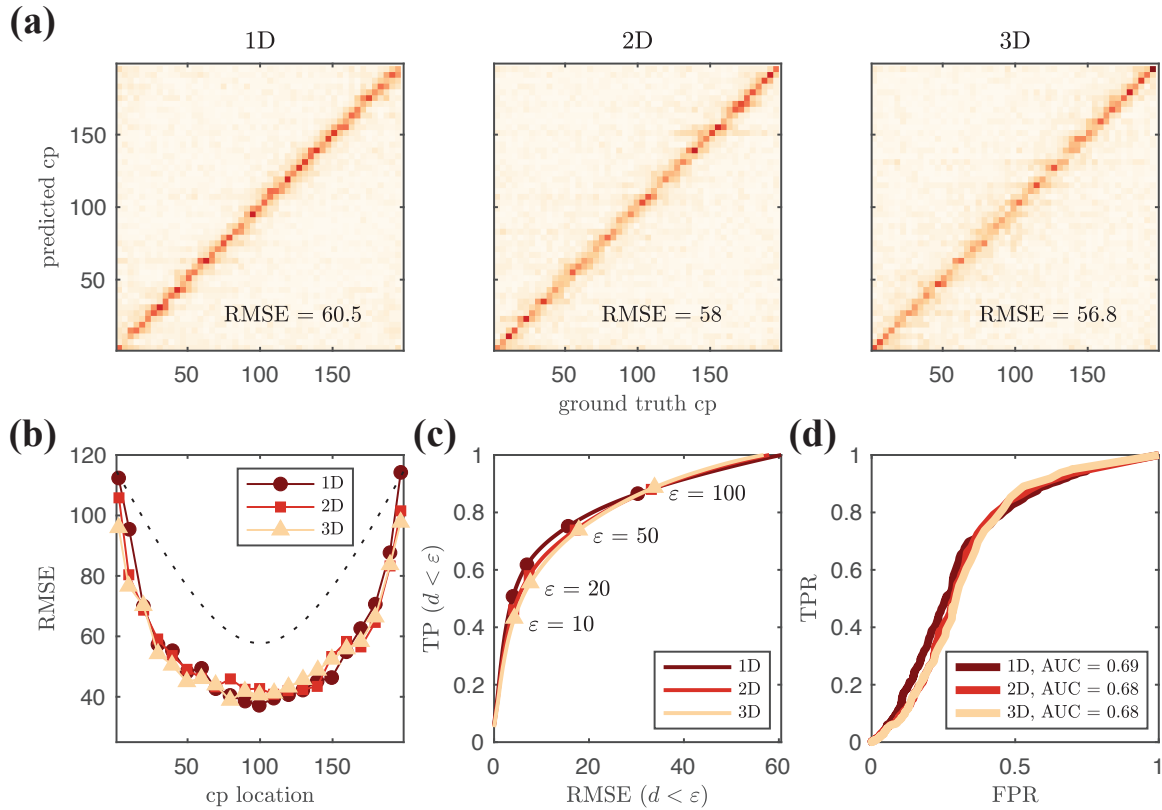 (a)
1D
2D
3D
predicted cp
150
100
50
RMSE = 60.5
RMSE = 58
RMSE = 56.8
50 100 150
50 100 150
50 100 150
ground truth cp
(b)
RMSE
120
100
80
60
40
1D
2D
3D
50 100 150
cp location
(c)
TP (d < ε)
1
0.8
0.6
0.4
0.2
0
ε = 100
ε = 50
ε = 20
ε = 10
1D
2D
3D
0 20 40 60
RMSE (d < ε)
(d)
TPR
1
0.8
0.6
0.4
0.2
0
1D, AUC = 0.69
2D, AUC = 0.68
3D, AUC = 0.68
0 0.5 1
FPR